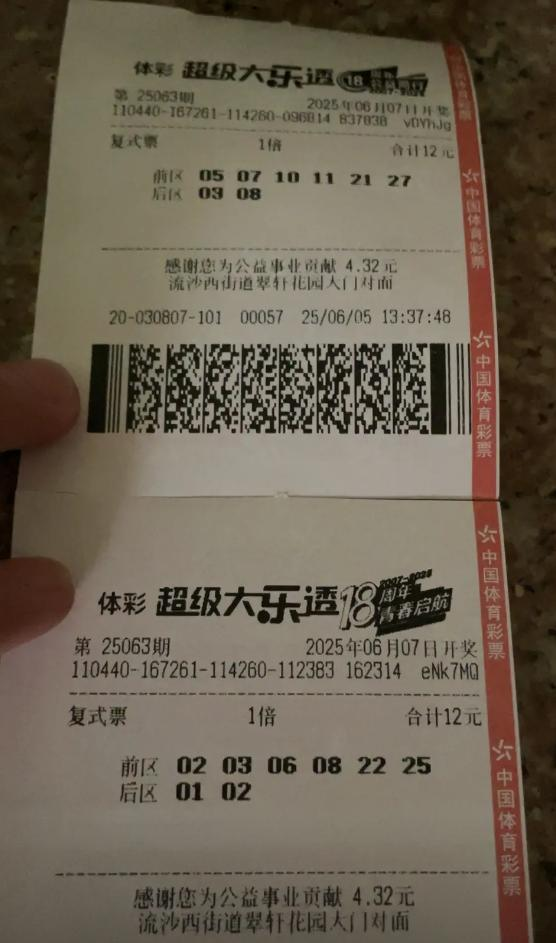 体彩 超级大乐透 18
第 25063期 2025年06月07日开奖
110440-167261-114260-096814 837838 vDYhJg
复式票 1倍 合计12元
前区 05 07 10 11 21 27
后区 03 08
感谢您为公益事业贡献 4.32元
流沙西街道翠轩花园大门对面
20-030807-101 00057 25/06/05 13:37:48
中国体育彩票
中国体育彩票
中国体育彩票
体彩 超级大乐透 18周年 2007-2025
青春启航
第 25063期 2025年06月07日开奖
110440-167261-114260-112383 162314 eNk7MQ
复式票 1倍 合计12元
前区 02 03 06 08 22 25
后区 01 02
感谢您为公益事业贡献 4.32元
流沙西街道翠轩花园大门对面
中国体育彩票
中国体育彩票